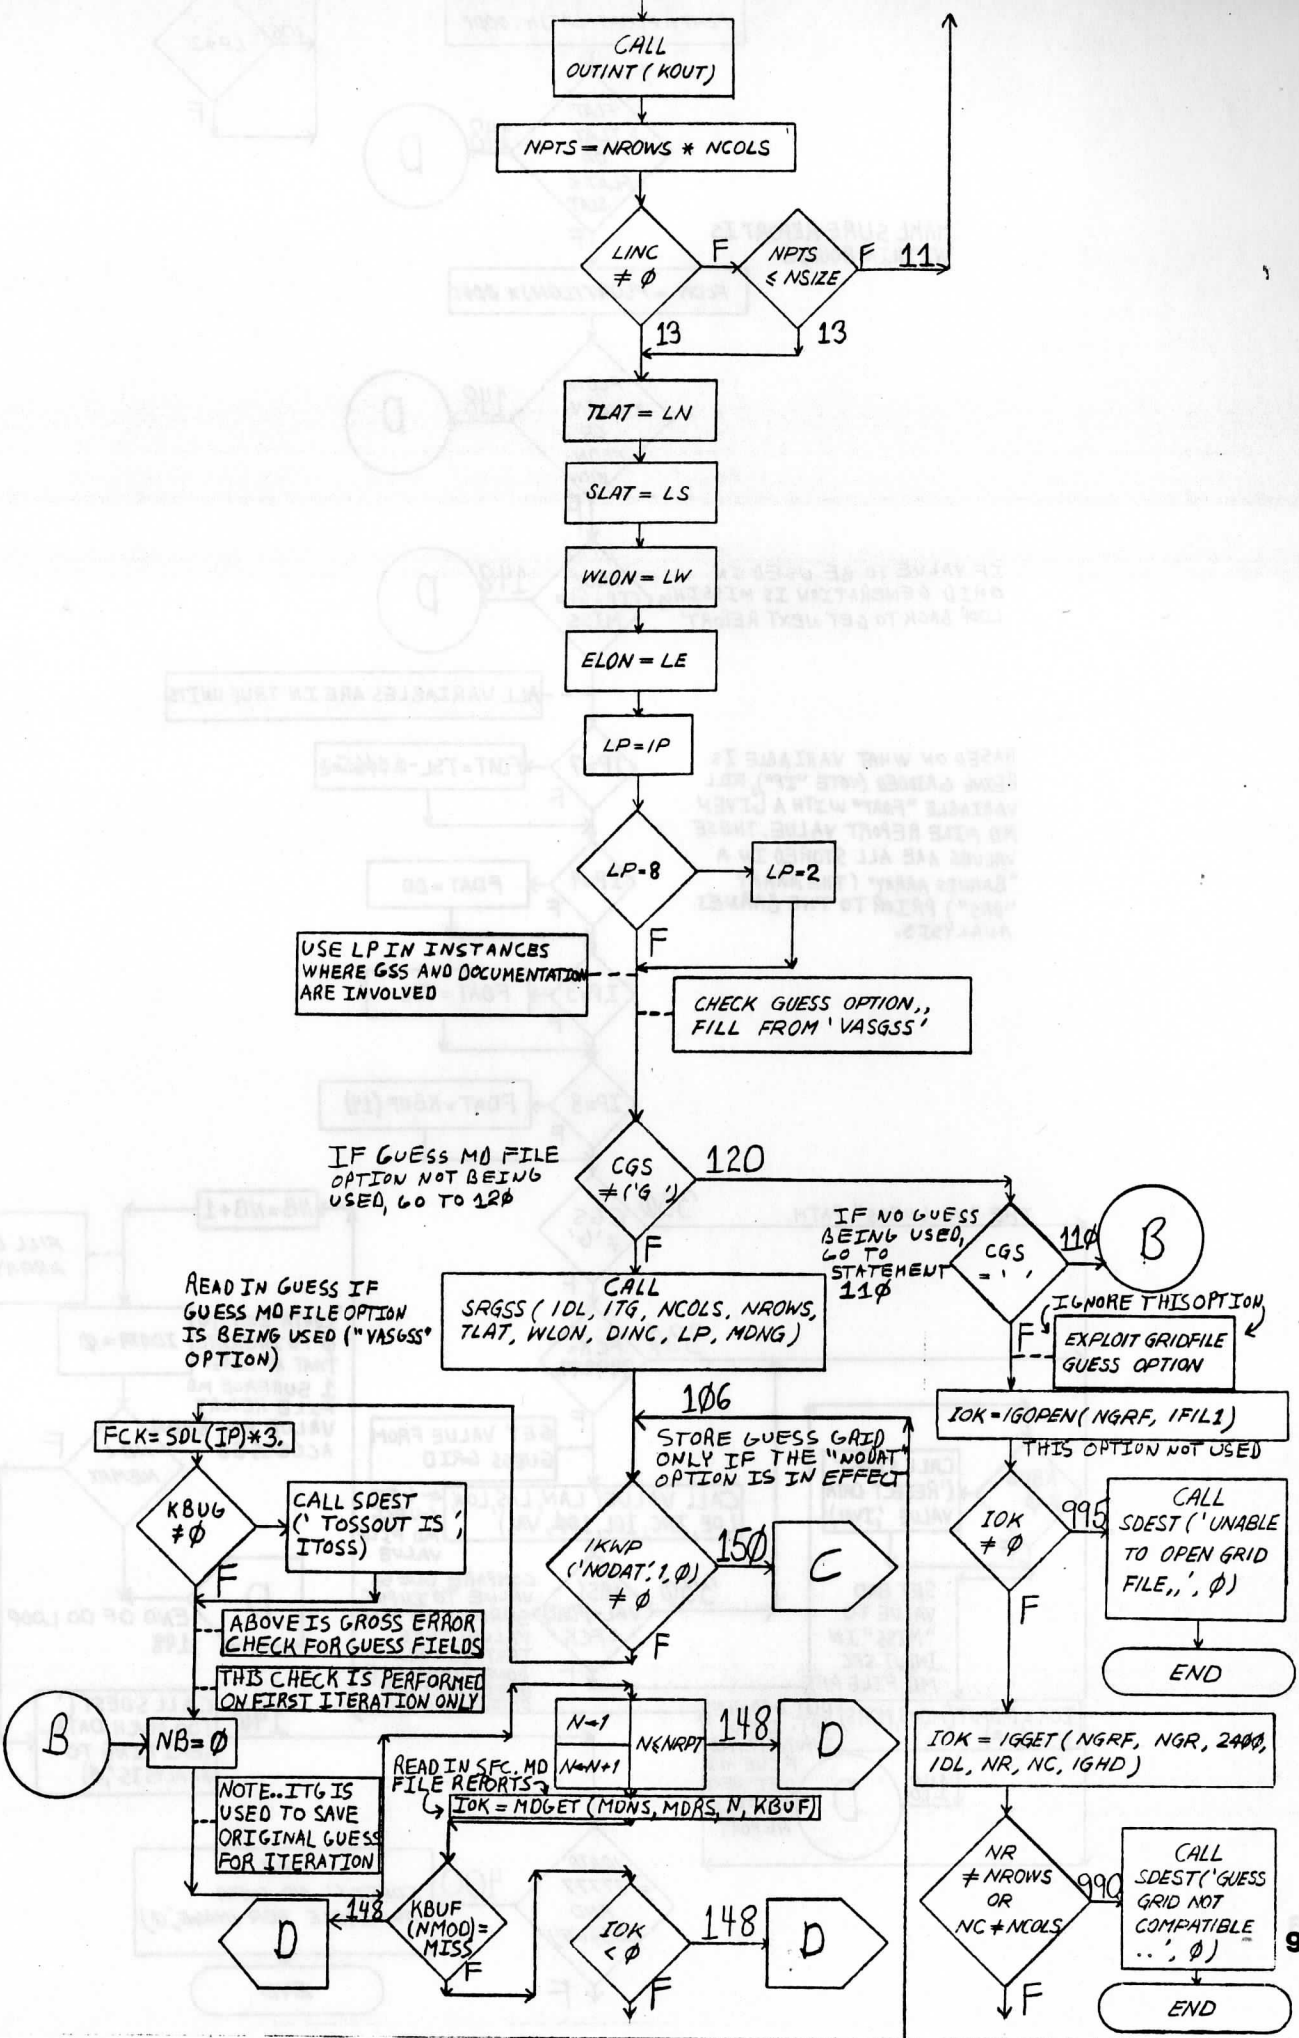 CALL
OUTINT (KOUT)
NPTS = NROWS * NCOLS
LINC
≠ Ø
F
NPTS
≤ NSIZE
F 11
13
13
TLAT = LN
SLAT = LS
WLON = LW
ELON = LE
LP=IP
LP=8
LP=2
F
USE LP IN INSTANCES
WHERE GSS AND DOCUMENTATION
ARE INVOLVED
CHECK GUESS OPTION,,
FILL FROM 'VASGSS'
IF GUESS MD FILE
OPTION NOT BEING
USED, GO TO 12Ø
CGS
≠('G ')
120
F
IF NO GUESS
BEING USED,
GO TO
STATEMENT
11Ø
CGS
= ' '
11Ø
B
F
IGNORE THIS OPTION
EXPLOIT GRIDFILE
GUESS OPTION
READ IN GUESS IF
GUESS MD FILE OPTION
IS BEING USED ("VASGSS"
OPTION)
CALL
SRGSS ( IDL, ITG, NCOLS, NROWS,
TLAT, WLON, DINC, LP, MDNG )
IOK=IGOPEN( NGRF, IFIL1)
THIS OPTION NOT USED
1Ø6
STORE GUESS GRID
ONLY IF THE "NODAT"
OPTION IS IN EFFECT
FCK= SDL(IP)*3.
KBUG
≠ Ø
CALL SDEST
(' TOSSOUT IS ',
ITOSS)
F
IKWP
('NODAT',1,Ø)
≠ Ø
15Ø
C
F
IOK
≠ Ø
995
CALL
SDEST ('UNABLE
TO OPEN GRID
FILE,,', Ø)
F
END
ABOVE IS GROSS ERROR
CHECK FOR GUESS FIELDS
THIS CHECK IS PERFORMED
ON FIRST ITERATION ONLY
B
NB=Ø
N←1
N←N+1
N≤NRPT
148
D
IOK = IGGET ( NGRF, NGR, 24ØØ,
IDL, NR, NC, IGHD )
READ IN SFC. MD
FILE REPORTS
IOK = MDGET (MDNS, MDRS, N, KBUF)
NOTE..ITG IS
USED TO SAVE
ORIGINAL GUESS
FOR ITERATION
NR
≠ NROWS
OR
NC ≠ NCOLS
990
CALL
SDEST('GUESS
GRID NOT
COMPATIBLE
..', Ø)
F
END
D
148
KBUF
(NMOD)=
MISS
F
IOK
< Ø
148
D
F
9